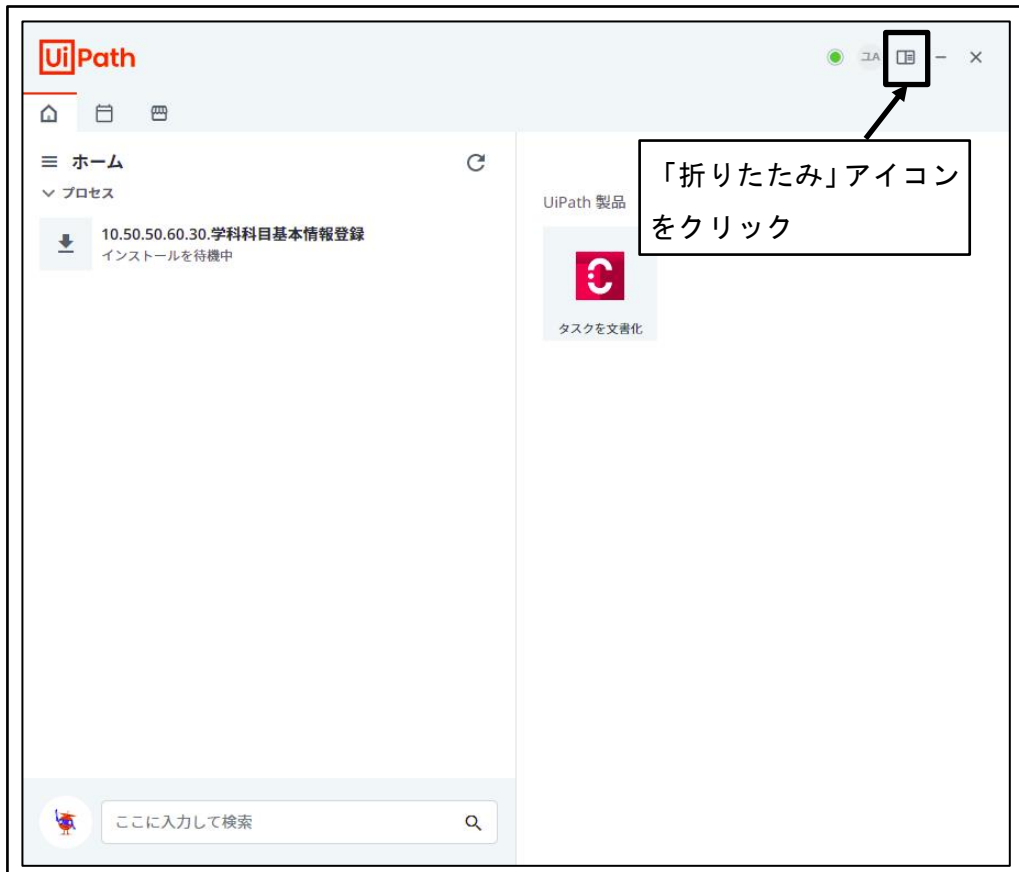 UiPath
ユA
ホーム
プロセス
10.50.50.60.30.学科科目基本情報登録
インストールを待機中
「折りたたみ」アイコン
をクリック
UiPath 製品
タスクを文書化
ここに入力して検索